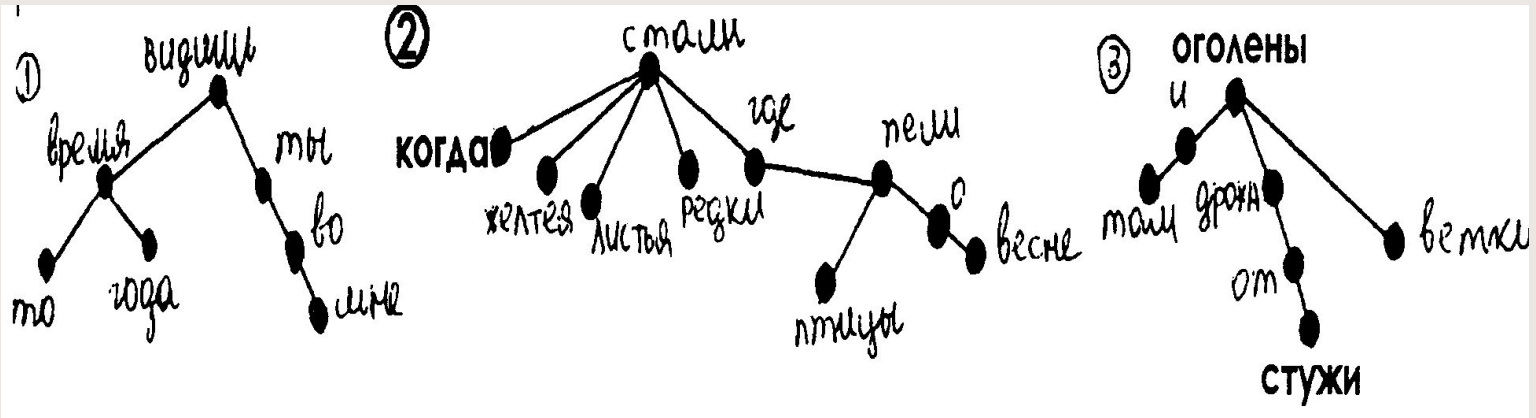 ① видишь
время
ты
то
года
во
мне
② стали
когда
желтея
листья
редки
где
пели
птицы
о
весне
③ оголены
и
там
дрожа
от
стужи
ветки